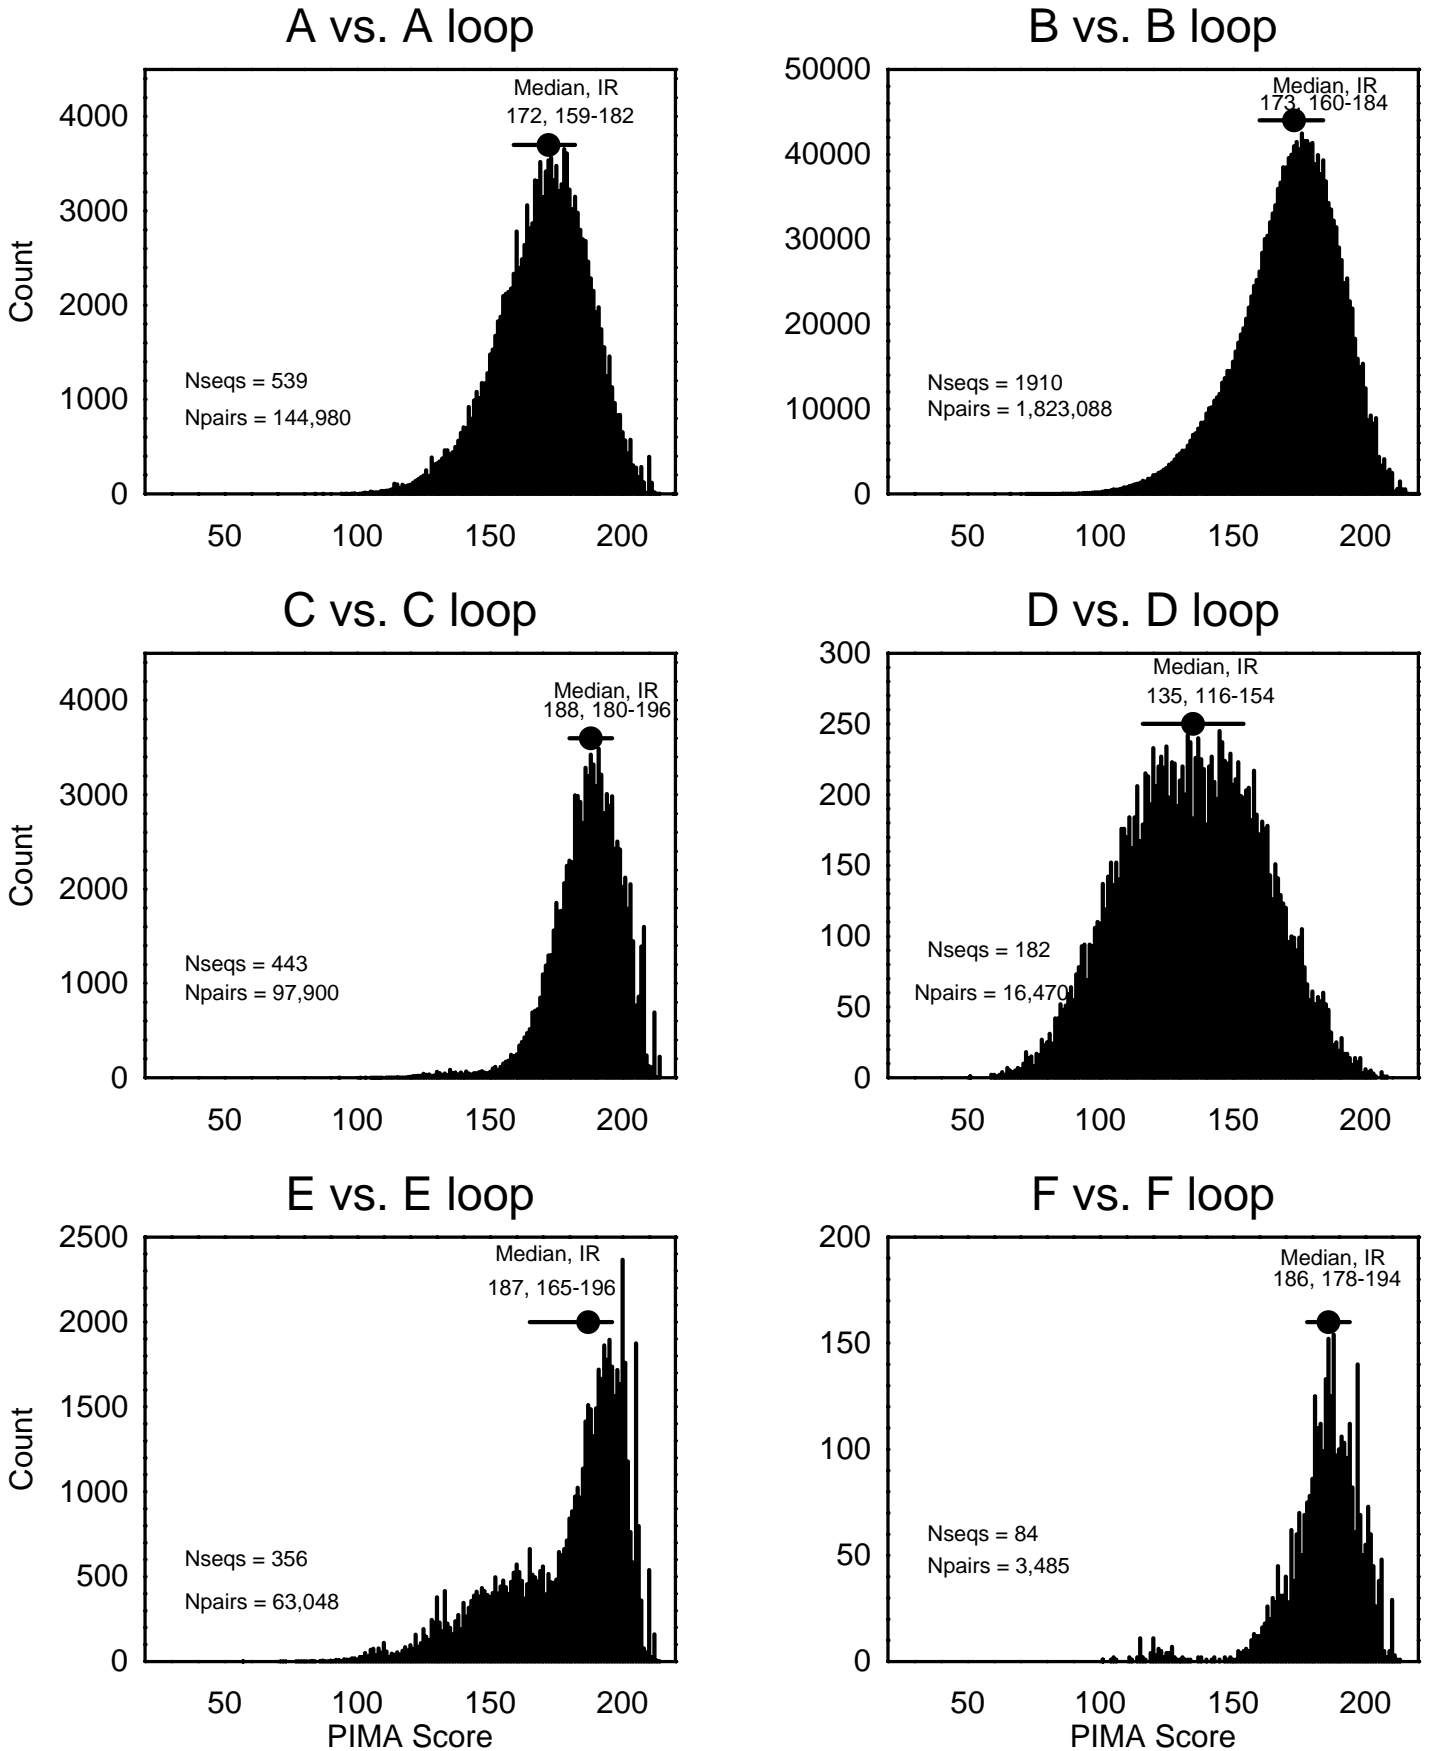 A vs. A loop
Median, IR
172, 159-182
4000
3000
2000
1000
0
Count
Nseqs = 539
Npairs = 144,980
50 100 150 200
B vs. B loop
Median, IR
173, 160-184
50000
40000
30000
20000
10000
0
Nseqs = 1910
Npairs = 1,823,088
50 100 150 200
C vs. C loop
Median, IR
188, 180-196
4000
3000
2000
1000
0
Count
Nseqs = 443
Npairs = 97,900
50 100 150 200
D vs. D loop
Median, IR
135, 116-154
300
250
200
150
100
50
0
Nseqs = 182
Npairs = 16,470
50 100 150 200
E vs. E loop
Median, IR
187, 165-196
2500
2000
1500
1000
500
0
Count
Nseqs = 356
Npairs = 63,048
50 100 150 200
PIMA Score
F vs. F loop
Median, IR
186, 178-194
200
150
100
50
0
Nseqs = 84
Npairs = 3,485
50 100 150 200
PIMA Score